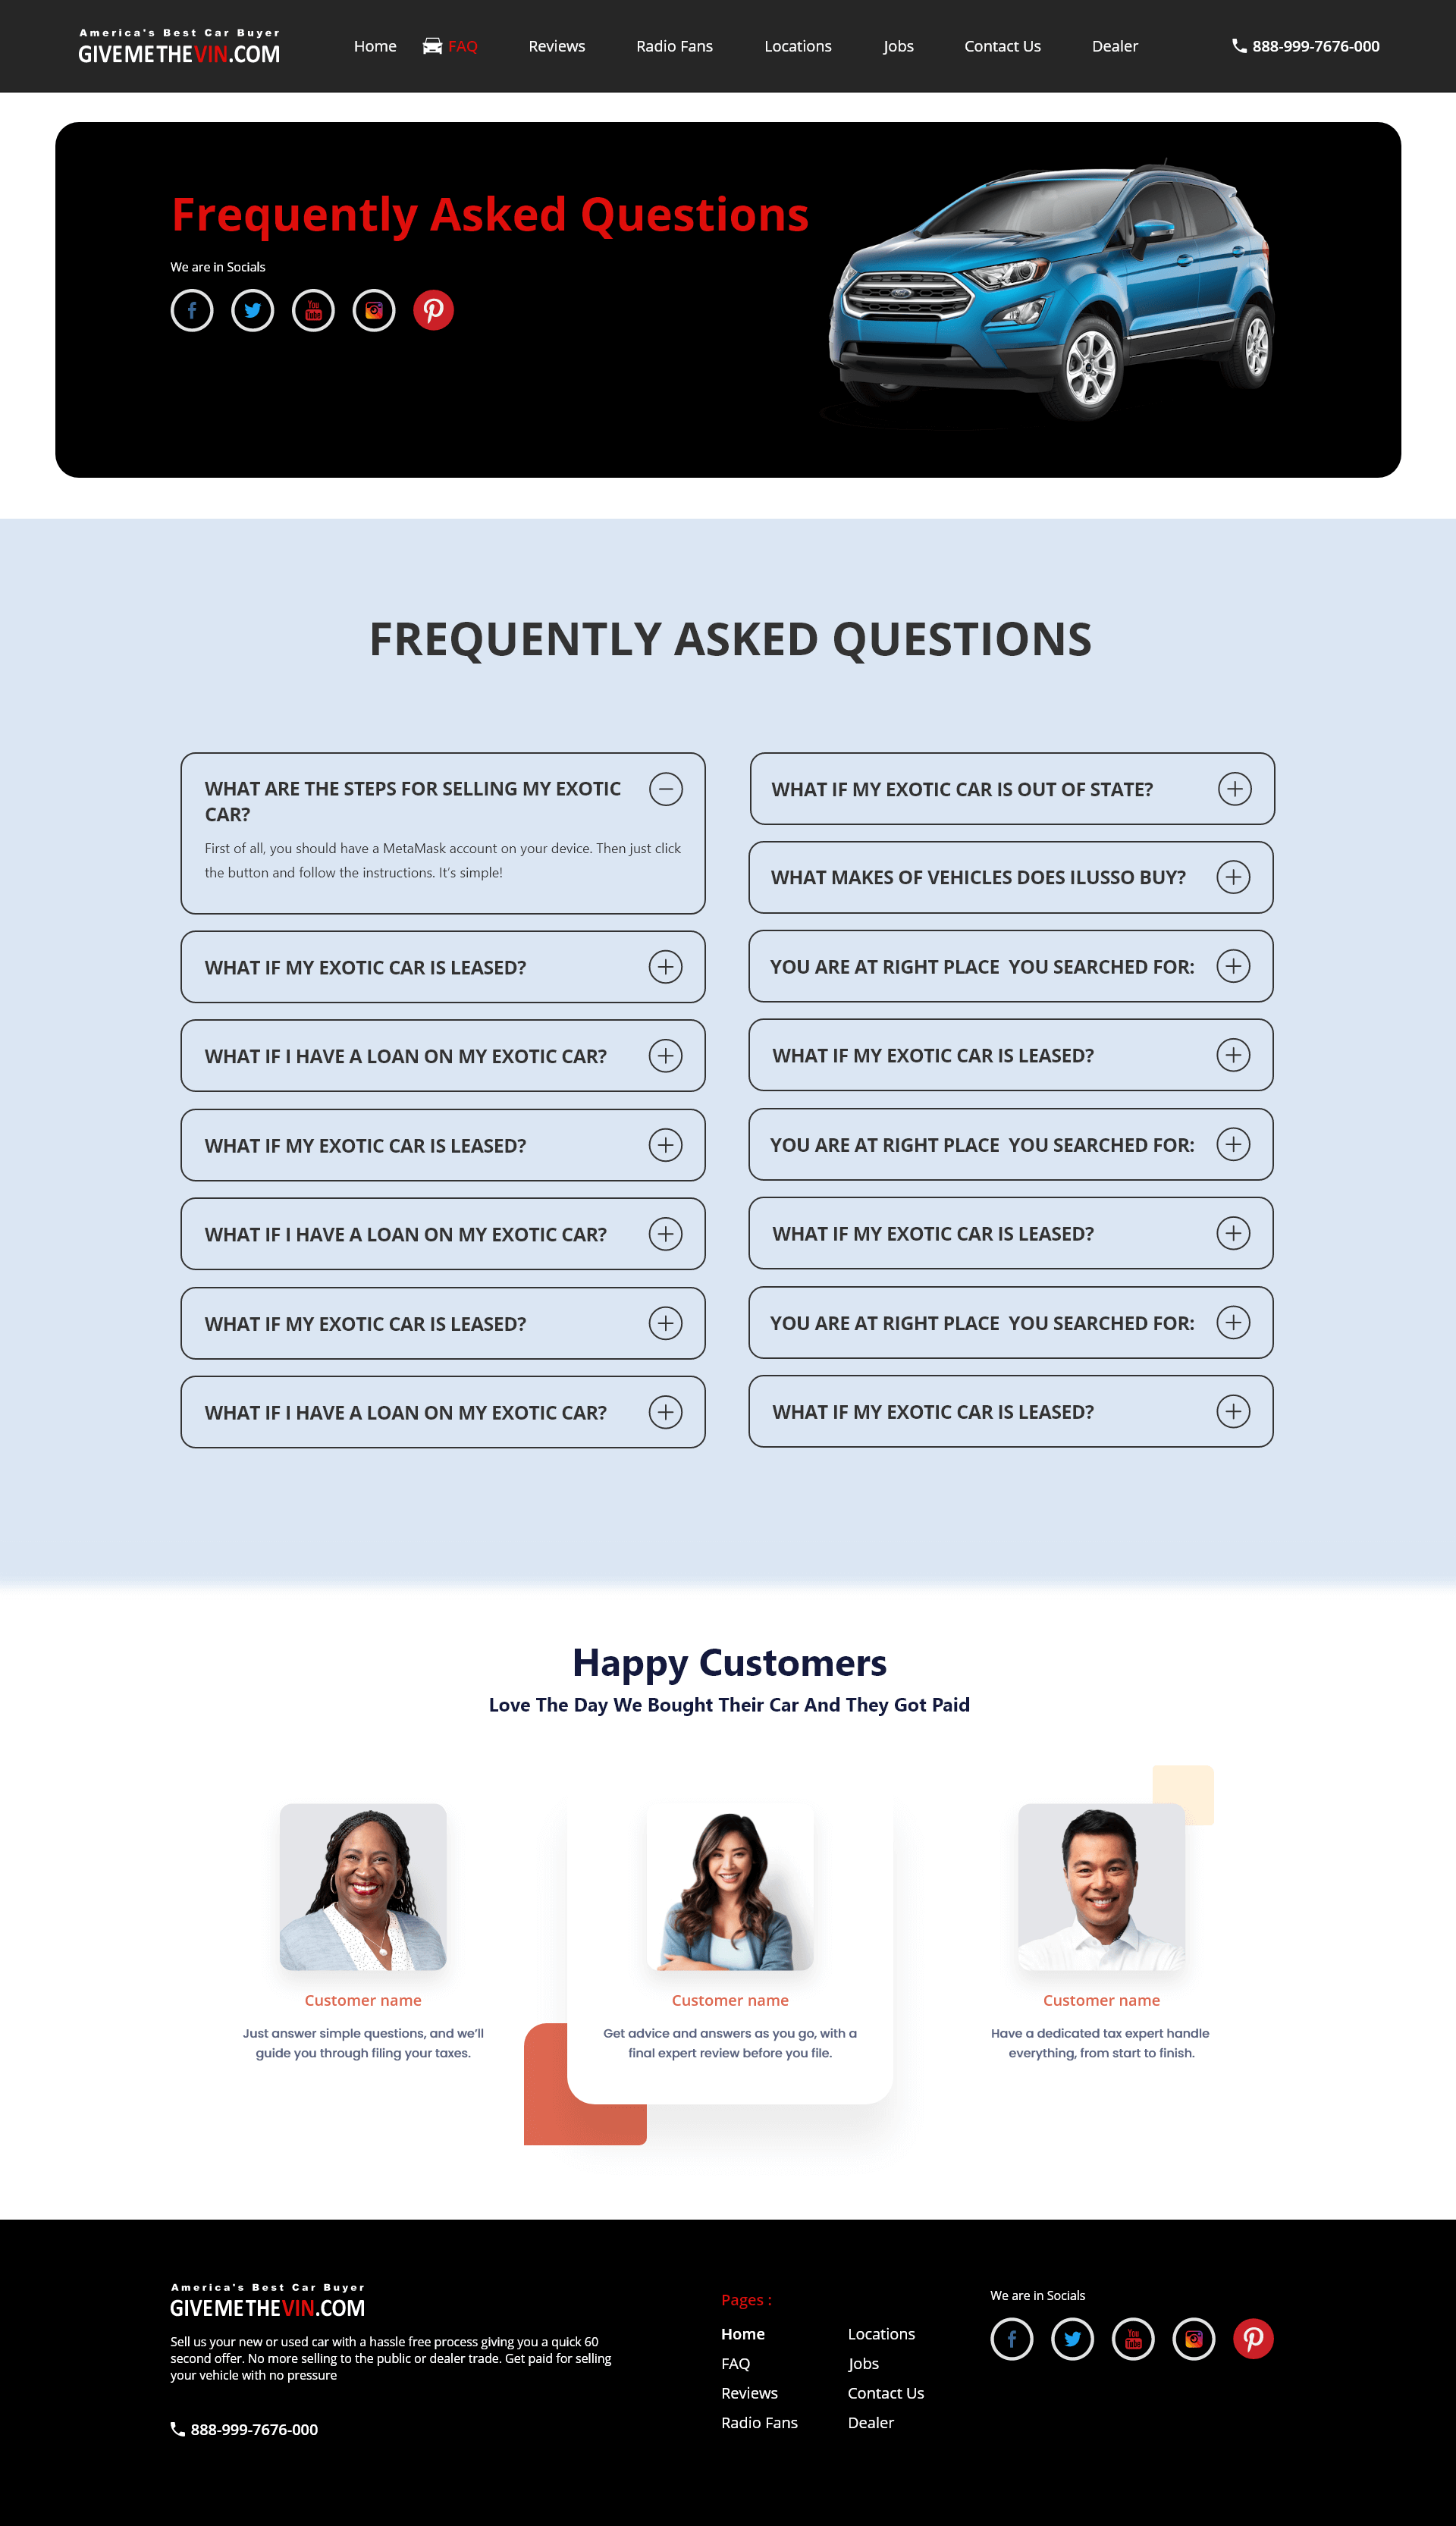 America's Best Car Buyer
GIVEMETHEVIN.COM
Home
FAQ
Reviews
Radio Fans
Locations
Jobs
Contact Us
Dealer
888-999-7676-000
Frequently Asked Questions
We are in Socials
You
Tube
FREQUENTLY ASKED QUESTIONS
WHAT ARE THE STEPS FOR SELLING MY EXOTIC
CAR?
First of all, you should have a MetaMask account on your device. Then just click
the button and follow the instructions. It's simple!
WHAT IF MY EXOTIC CAR IS LEASED?
WHAT IF I HAVE A LOAN ON MY EXOTIC CAR?
WHAT IF MY EXOTIC CAR IS LEASED?
WHAT IF I HAVE A LOAN ON MY EXOTIC CAR?
WHAT IF MY EXOTIC CAR IS LEASED?
WHAT IF I HAVE A LOAN ON MY EXOTIC CAR?
WHAT IF MY EXOTIC CAR IS OUT OF STATE?
WHAT MAKES OF VEHICLES DOES ILUSSO BUY?
YOU ARE AT RIGHT PLACE  YOU SEARCHED FOR:
WHAT IF MY EXOTIC CAR IS LEASED?
YOU ARE AT RIGHT PLACE  YOU SEARCHED FOR:
WHAT IF MY EXOTIC CAR IS LEASED?
YOU ARE AT RIGHT PLACE  YOU SEARCHED FOR:
WHAT IF MY EXOTIC CAR IS LEASED?
Happy Customers
Love The Day We Bought Their Car And They Got Paid
Customer name
Just answer simple questions, and we'll
guide you through filing your taxes.
Customer name
Get advice and answers as you go, with a
final expert review before you file.
Customer name
Have a dedicated tax expert handle
everything, from start to finish.
America's Best Car Buyer
GIVEMETHEVIN.COM
Sell us your new or used car with a hassle free process giving you a quick 60
second offer. No more selling to the public or dealer trade. Get paid for selling
your vehicle with no pressure
888-999-7676-000
Pages :
Home
FAQ
Reviews
Radio Fans
Locations
Jobs
Contact Us
Dealer
We are in Socials
You
Tube